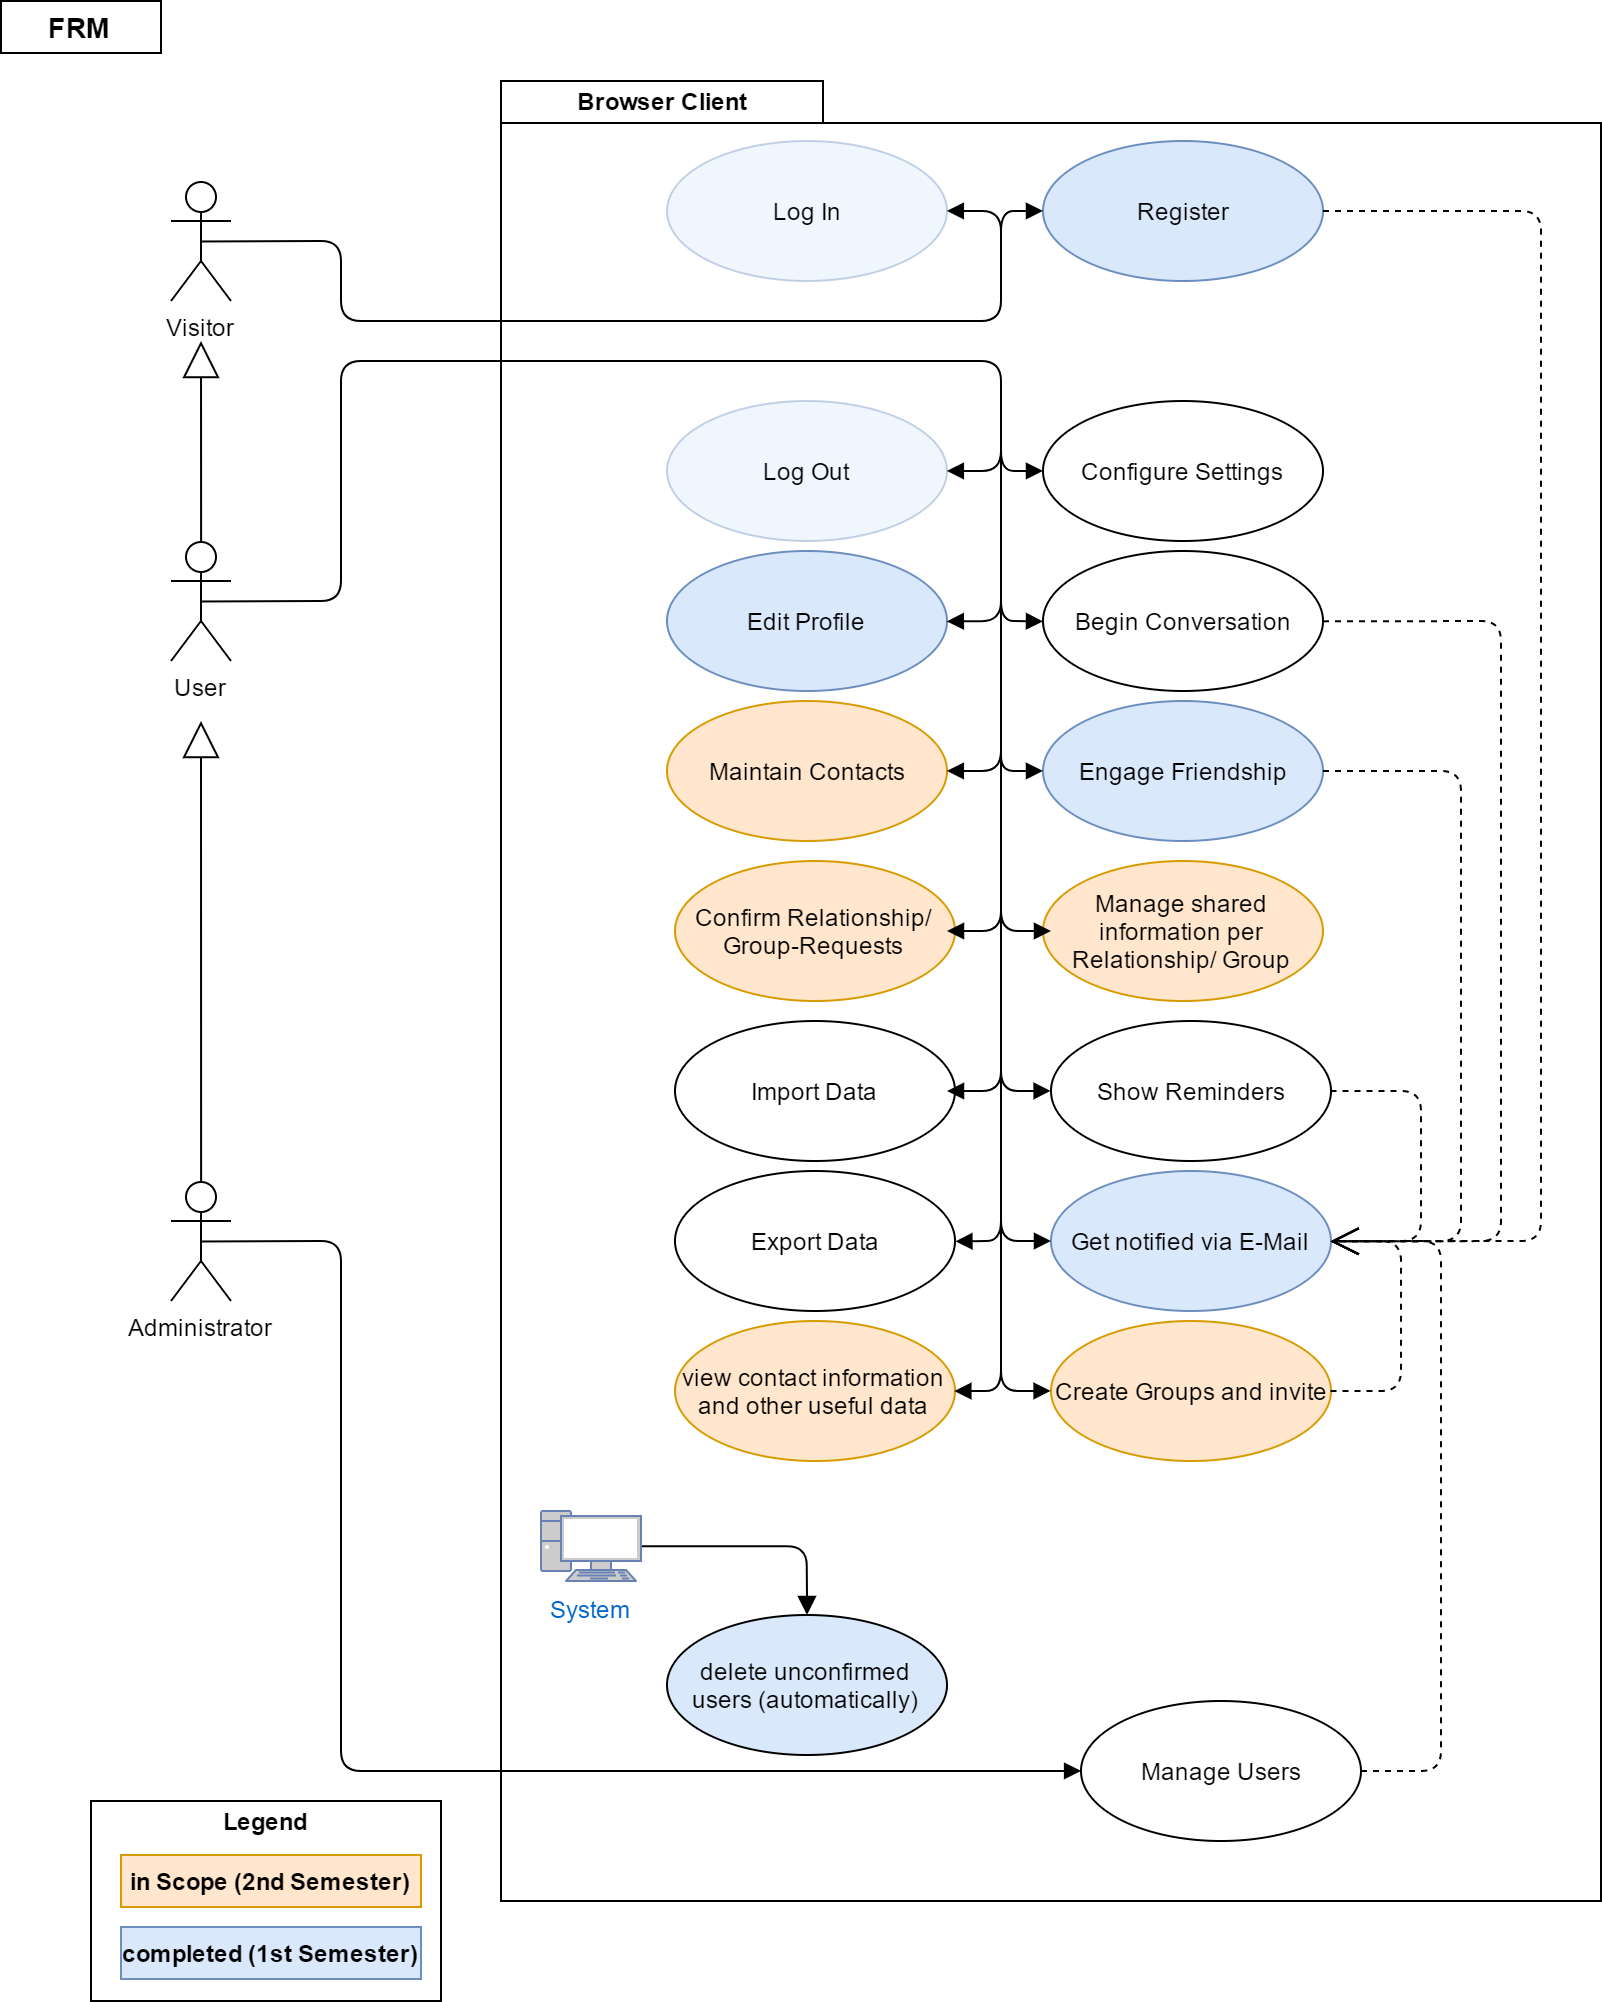 FRM
Browser Client
Log In
Register
Visitor
Log Out
Configure Settings
Edit Profile
Begin Conversation
User
Maintain Contacts
Engage Friendship
Confirm Relationship/
Group-Requests
Manage shared
information per
Relationship/ Group
Import Data
Show Reminders
Export Data
Get notified via E-Mail
Administrator
view contact information
and other useful data
Create Groups and invite
System
delete unconfirmed
users (automatically)
Manage Users
Legend
in Scope (2nd Semester)
completed (1st Semester)